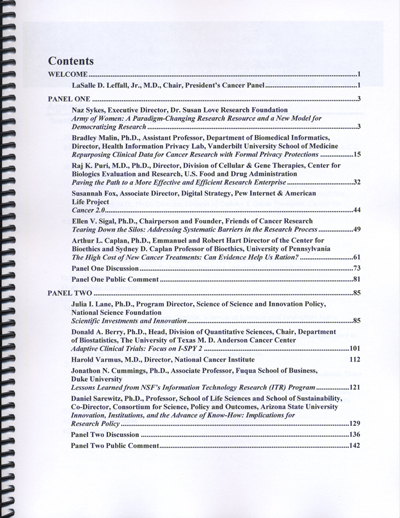 Contents
WELCOME 1
LaSalle D. Leffall, Jr., M.D., Chair, President's Cancer Panel 1
PANEL ONE 3
Naz Sykes, Executive Director, Dr. Susan Love Research Foundation
Army of Women: A Paradigm-Changing Research Resource and a New Model for
Democratizing Research 3
Bradley Malin, Ph.D., Assistant Professor, Department of Biomedical Informatics,
Director, Health Information Privacy Lab, Vanderbilt University School of Medicine
Repurposing Clinical Data for Cancer Research with Formal Privacy Protections 15
Raj K. Puri, M.D., Ph.D., Director, Division of Cellular & Gene Therapies, Center for
Biologics Evaluation and Research, U.S. Food and Drug Administration
Paving the Path to a More Effective and Efficient Research Enterprise 32
Susannah Fox, Associate Director, Digital Strategy, Pew Internet & American
Life Project
Cancer 2.0 44
Ellen V. Sigal, Ph.D., Chairperson and Founder, Friends of Cancer Research
Tearing Down the Silos: Addressing Systematic Barriers in the Research Process 49
Arthur L. Caplan, Ph.D., Emmanuel and Robert Hart Director of the Center for
Bioethics and Sydney D. Caplan Professor of Bioethics, University of Pennsylvania
The High Cost of New Cancer Treatments: Can Evidence Help Us Ration? 61
Panel One Discussion 73
Panel One Public Comment 81
PANEL TWO 85
Julia I. Lane, Ph.D., Program Director, Science of Science and Innovation Policy,
National Science Foundation
Scientific Investments and Innovation 85
Donald A. Berry, Ph.D., Head, Division of Quantitative Sciences, Chair, Department
of Biostatistics, The University of Texas M. D. Anderson Cancer Center
Adaptive Clinical Trials: Focus on I-SPY 2 101
Harold Varmus, M.D., Director, National Cancer Institute 112
Jonathon N. Cummings, Ph.D., Associate Professor, Fuqua School of Business,
Duke University
Lessons Learned from NSF's Information Technology Research (ITR) Program 121
Daniel Sarewitz, Ph.D., Professor, School of Life Sciences and School of Sustainability,
Co-Director, Consortium for Science, Policy and Outcomes, Arizona State University
Innovation, Institutions, and the Advance of Know-How: Implications for
Research Policy 129
Panel Two Discussion 136
Panel Two Public Comment 142